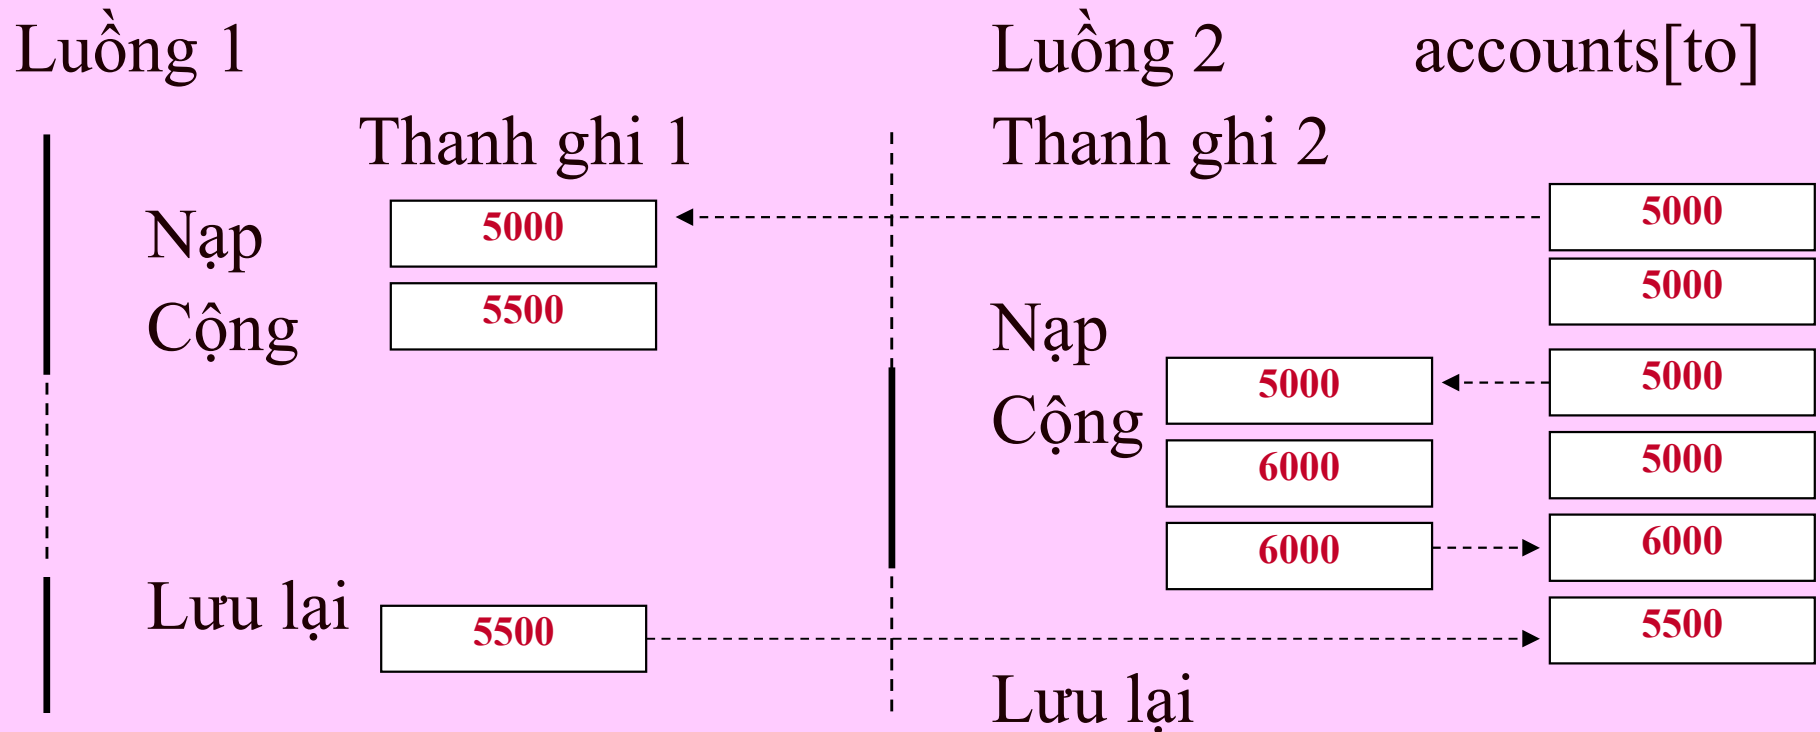 Luồng 1 Luồng 2 accounts[to]
Thanh ghi 1 Thanh ghi 2
5000
Nạp 5000
5000
Cộng 5500 Nạp
5000 5000
Cộng
6000 5000
6000 6000
Lưu lại 5500 5500
Lưu lại